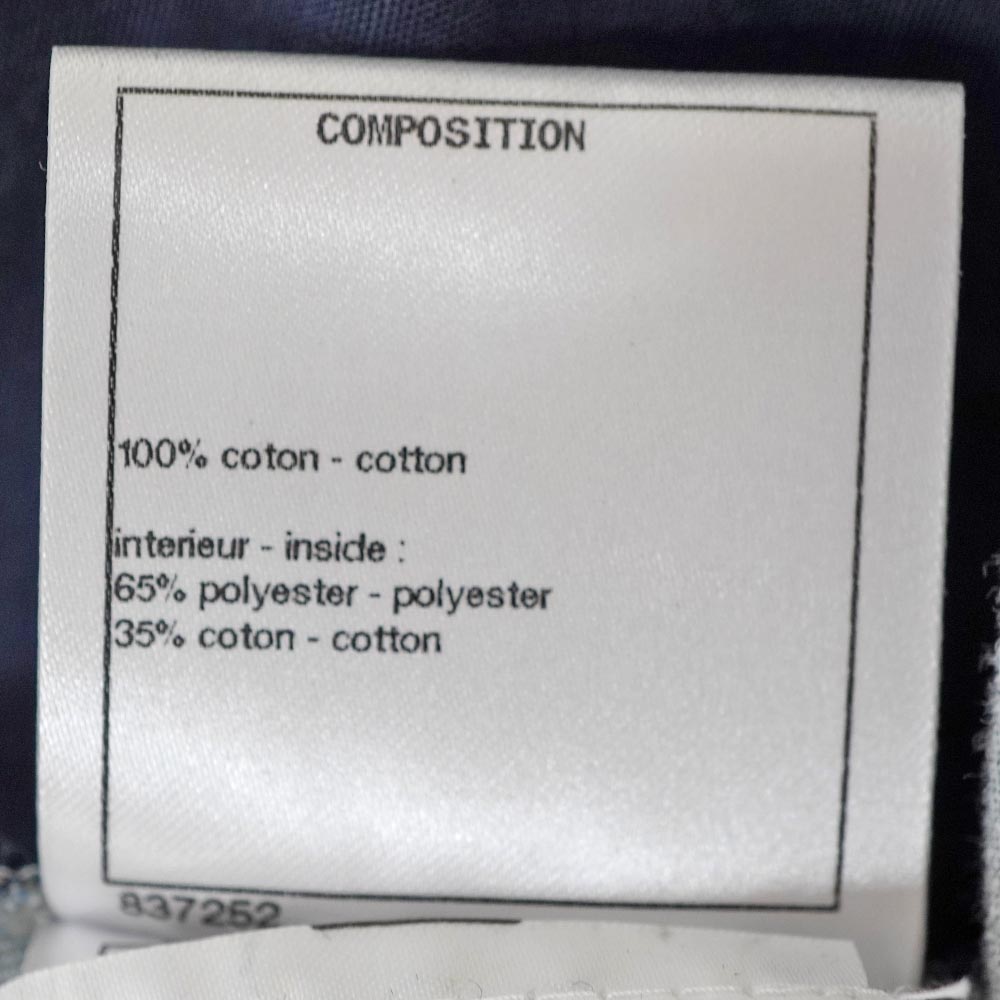 COMPOSITION
100% coton - cotton
interieur - inside :
65% polyester - polyester
35% coton - cotton
837252